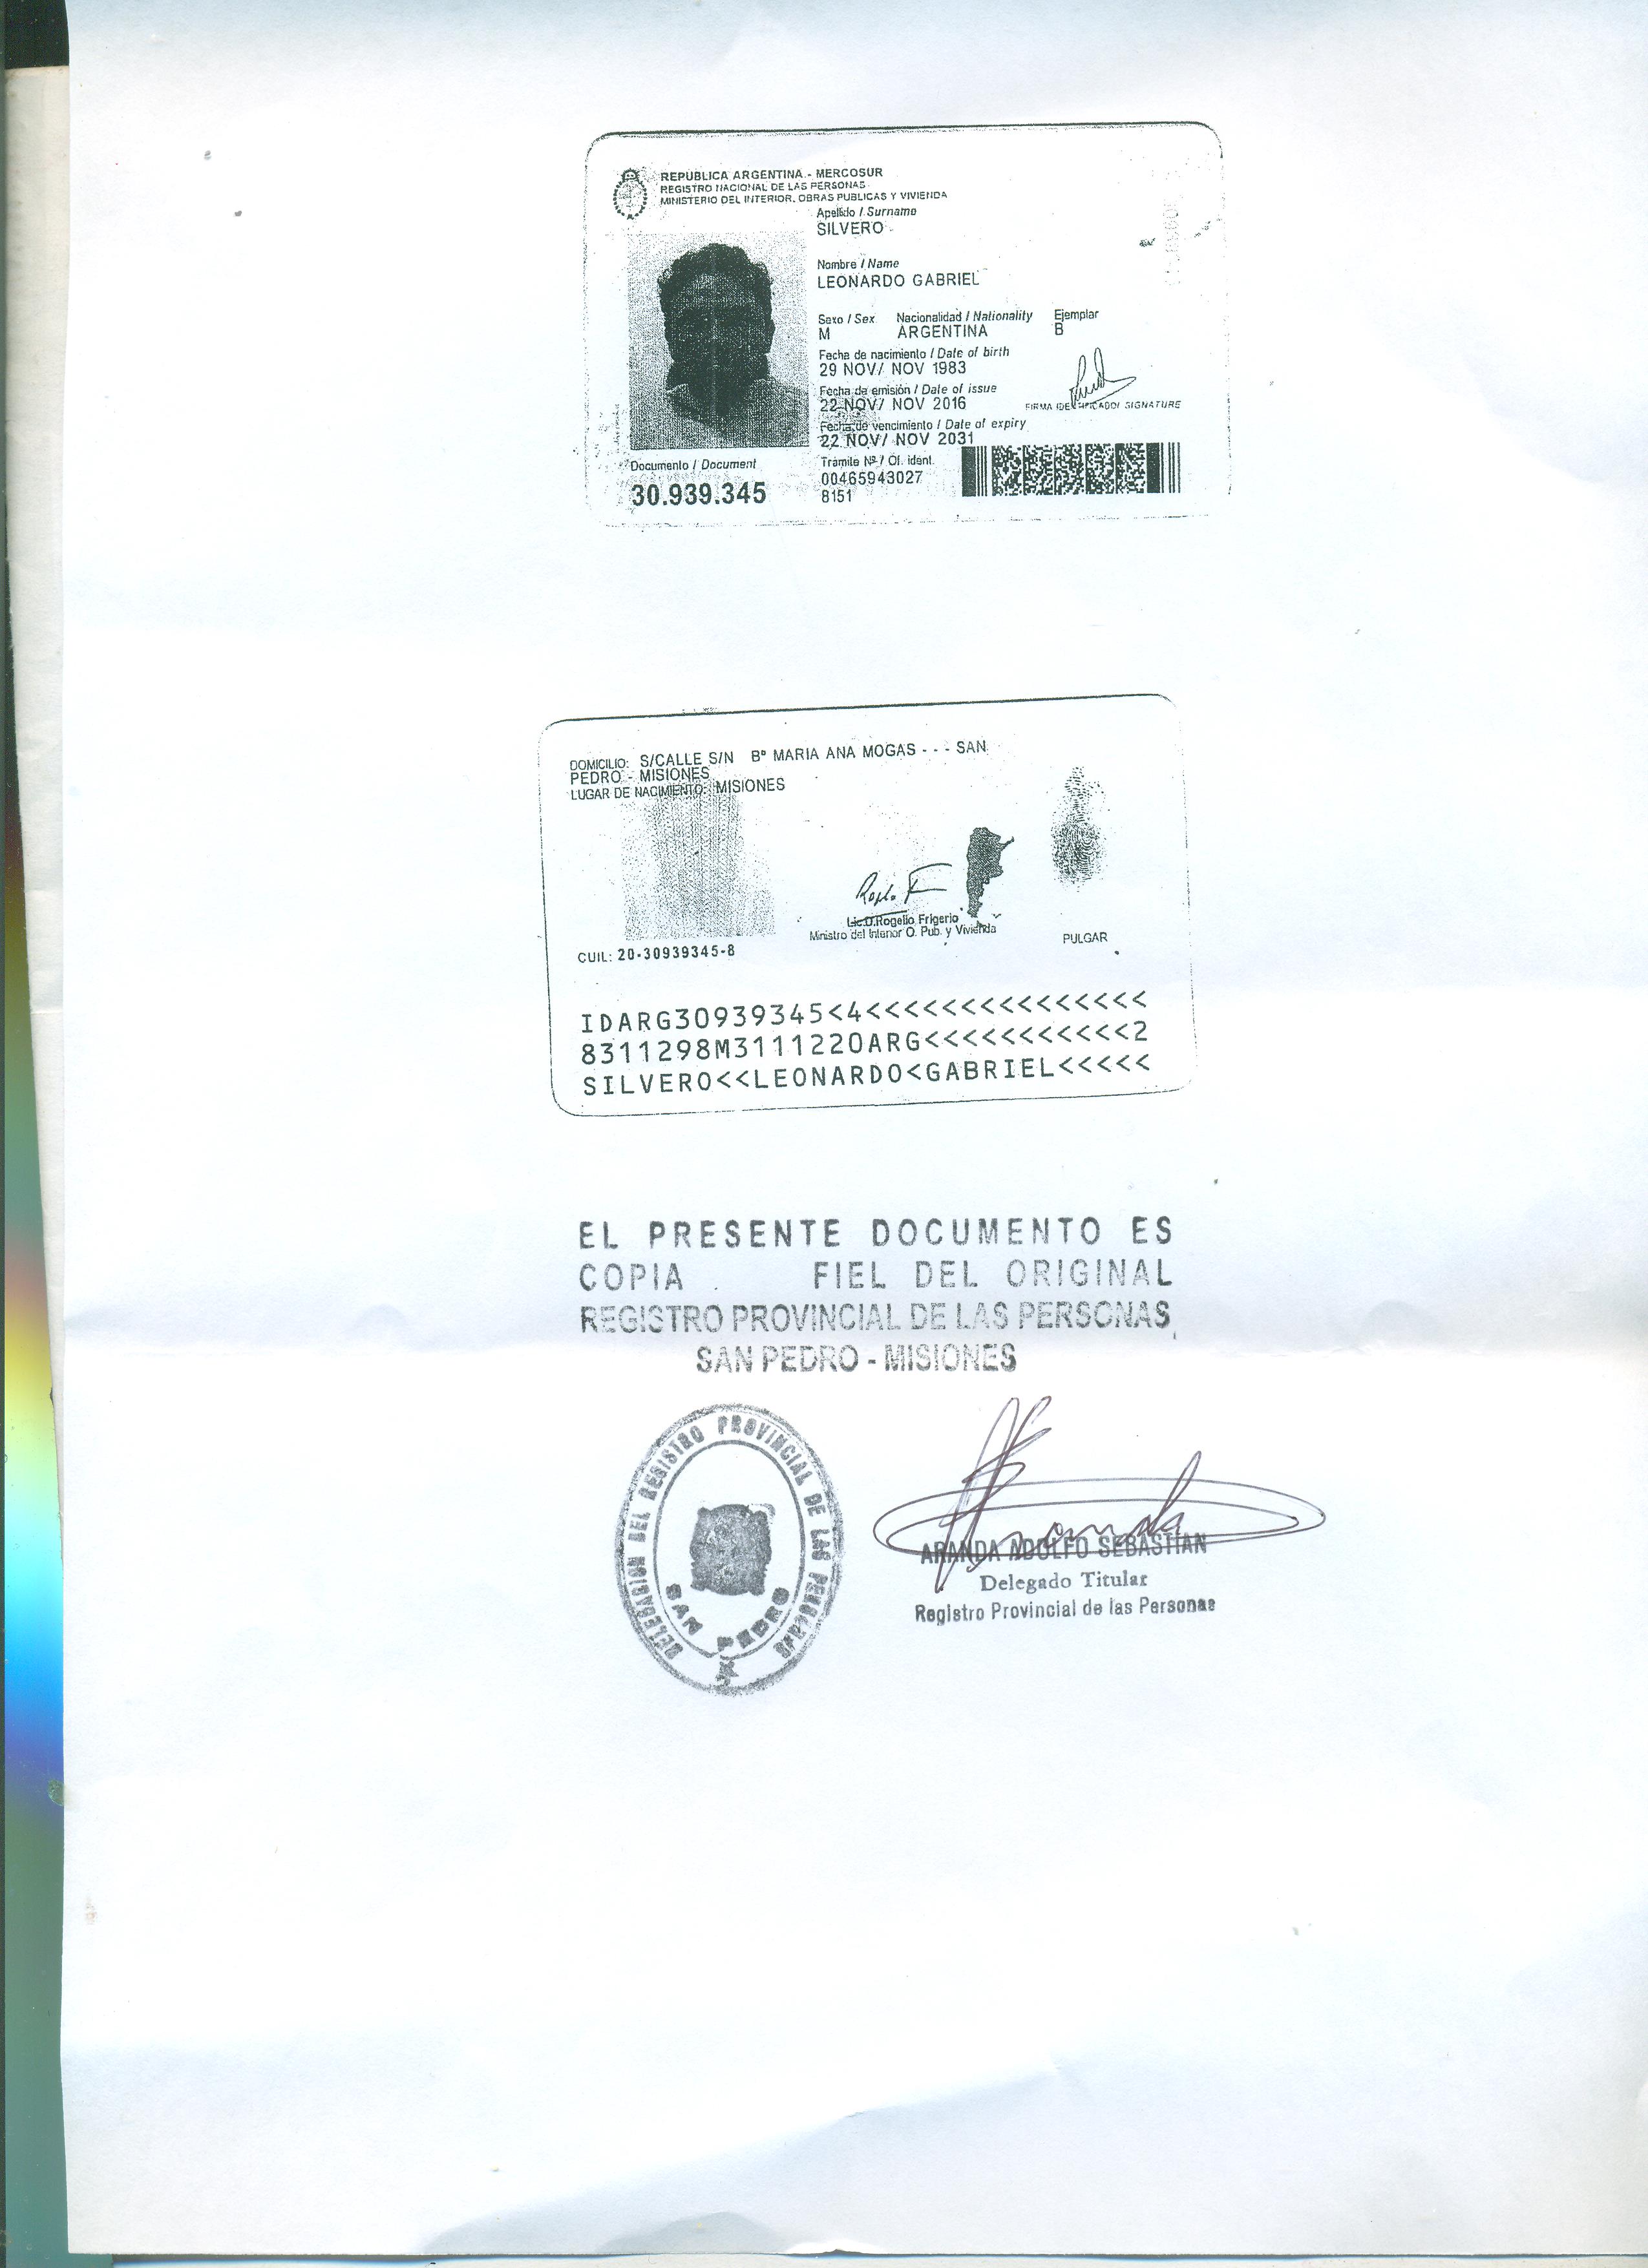 REPÚBLICA ARGENTINA - MERCOSUR
REGISTRO NACIONAL DE LAS PERSONAS
MINISTERIO DEL INTERIOR, OBRAS PUBLICAS Y VIVIENDA
Apellido / Surname
SILVERO
Nombre / Name
LEONARDO GABRIEL
Sexo / Sex Nacionalidad / Nationality Ejemplar
M ARGENTINA B
Fecha de nacimiento / Date of birth
29 NOV/ NOV 1983
Fecha de emisión / Date of issue
22 NOV/ NOV 2016
FIRMA IDENTIFICADO/ SIGNATURE
Fecha de vencimiento / Date of expiry
22 NOV/ NOV 2031
Documento / Document
30.939.345
Tramite Nº / Of. ident.
00465943027
8151
DOMICILIO: S/CALLE S/N Bº MARIA ANA MOGAS - - - SAN
PEDRO - MISIONES
LUGAR DE NACIMIENTO: MISIONES
Lic.D.Rogelio Frigerio
Ministro del Interior O. Pub. y Vivienda
PULGAR
CUIL: 20-30939345-8
IDARG30939345<4<<<<<<<<<<<<<<<
8311298M3111220ARG<<<<<<<<<<<2
SILVERO<<LEONARDO<GABRIEL<<<<<
EL PRESENTE DOCUMENTO ES
COPIA FIEL DEL ORIGINAL
REGISTRO PROVINCIAL DE LAS PERSONAS
SAN PEDRO - MISIONES
DELEGACION DEL REGISTRO PROVINCIAL DE LAS PERSONAS
SAN PEDRO
ARANDA ADOLFO SEBASTIAN
Delegado Titular
Registro Provincial de las Personas